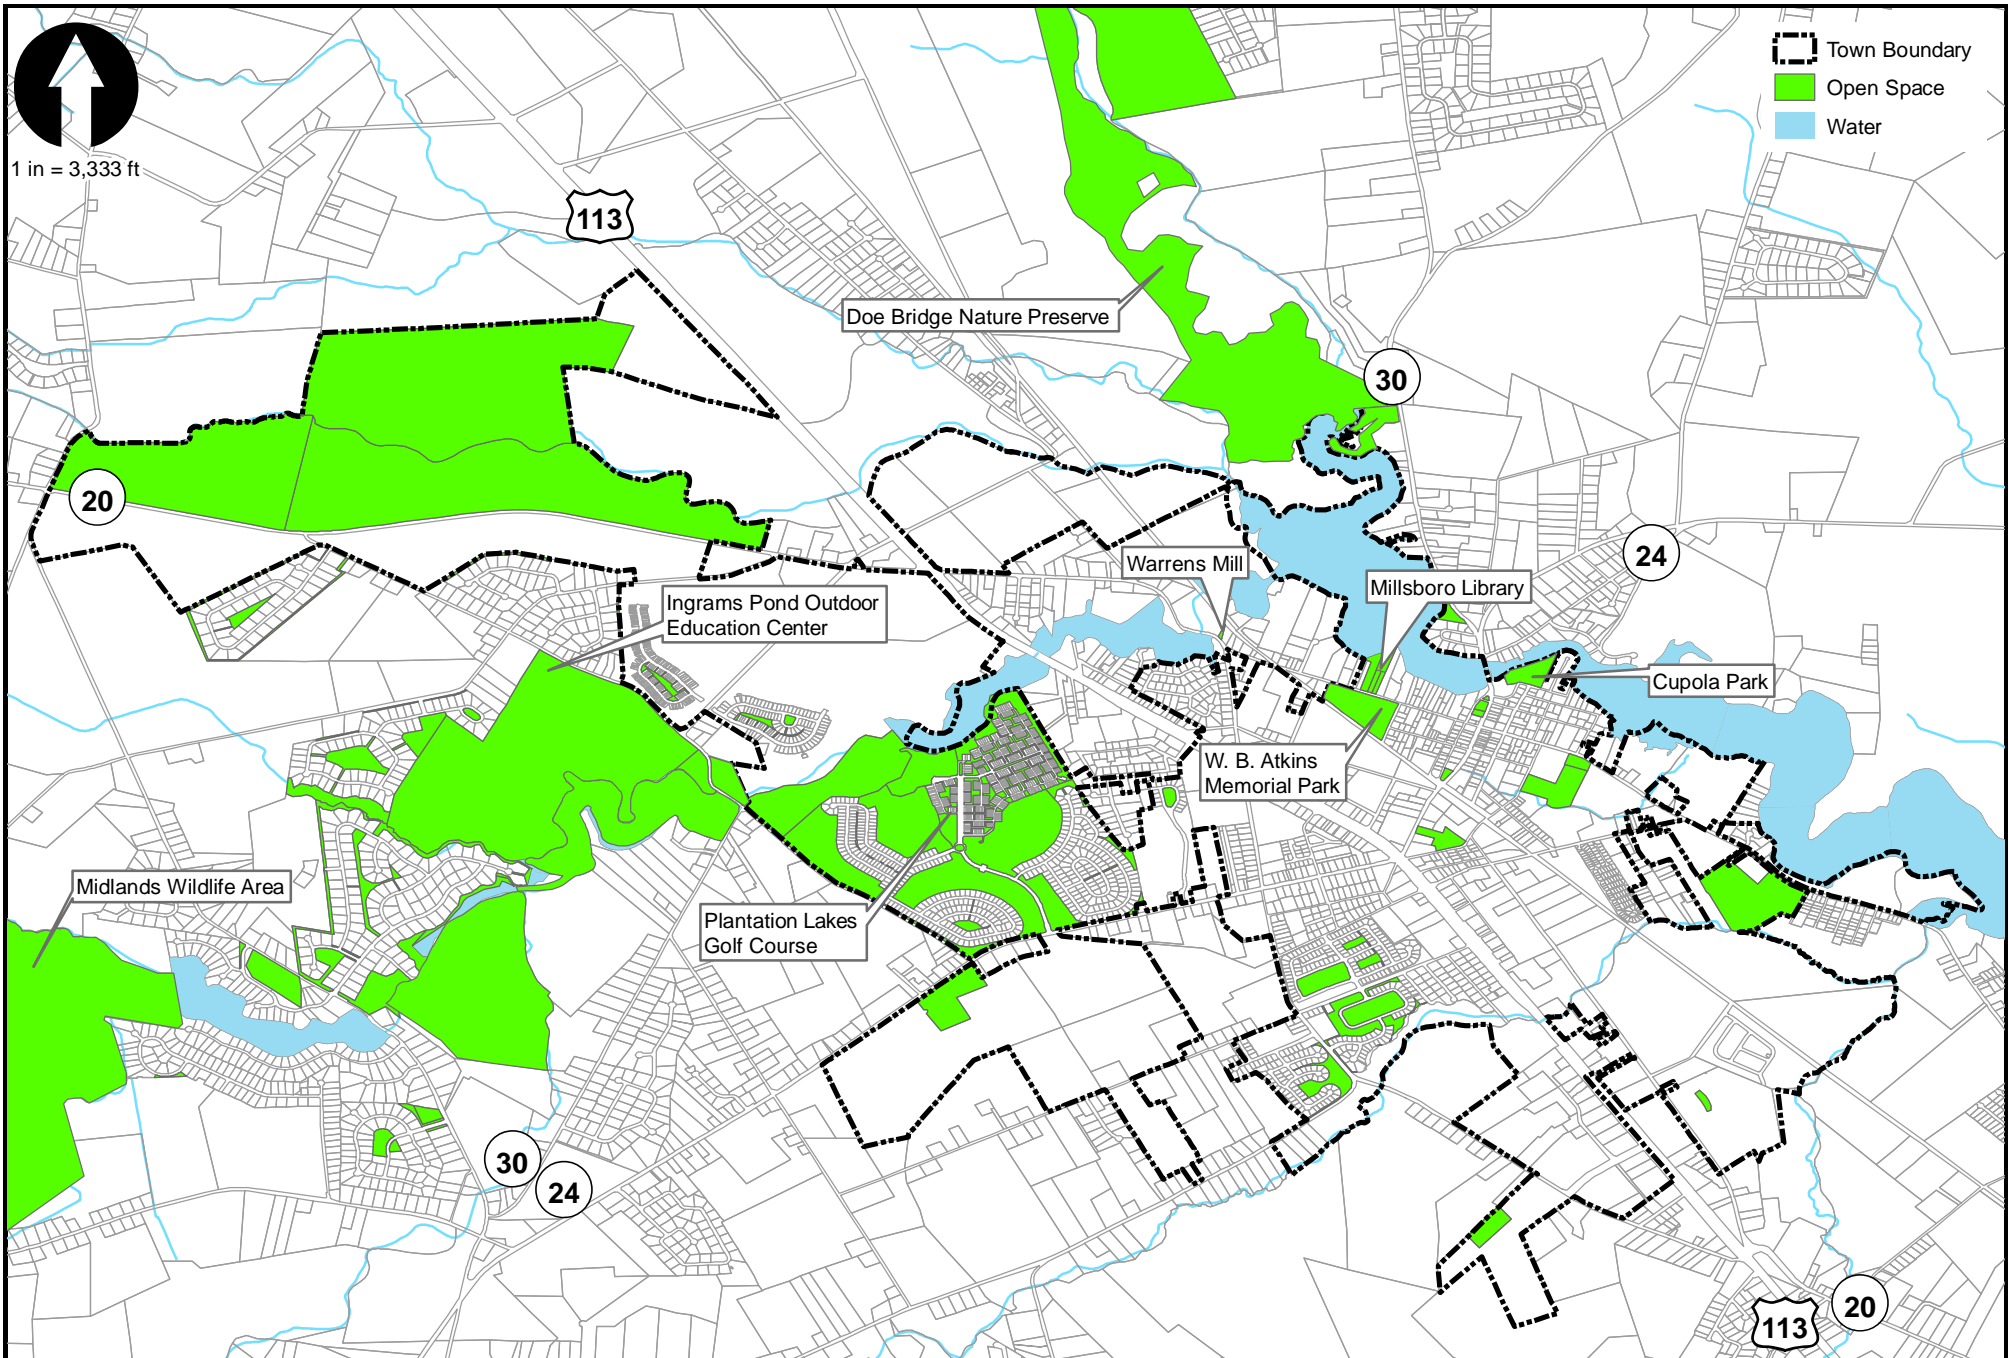 Town Boundary
Open Space
Water
1 in = 3,333 ft
113
Doe Bridge Nature Preserve
30
20
24
Warrens Mill
Millsboro Library
Ingrams Pond Outdoor
Education Center
Cupola Park
W. B. Atkins
Memorial Park
Midlands Wildlife Area
Plantation Lakes
Golf Course
30
24
20
113